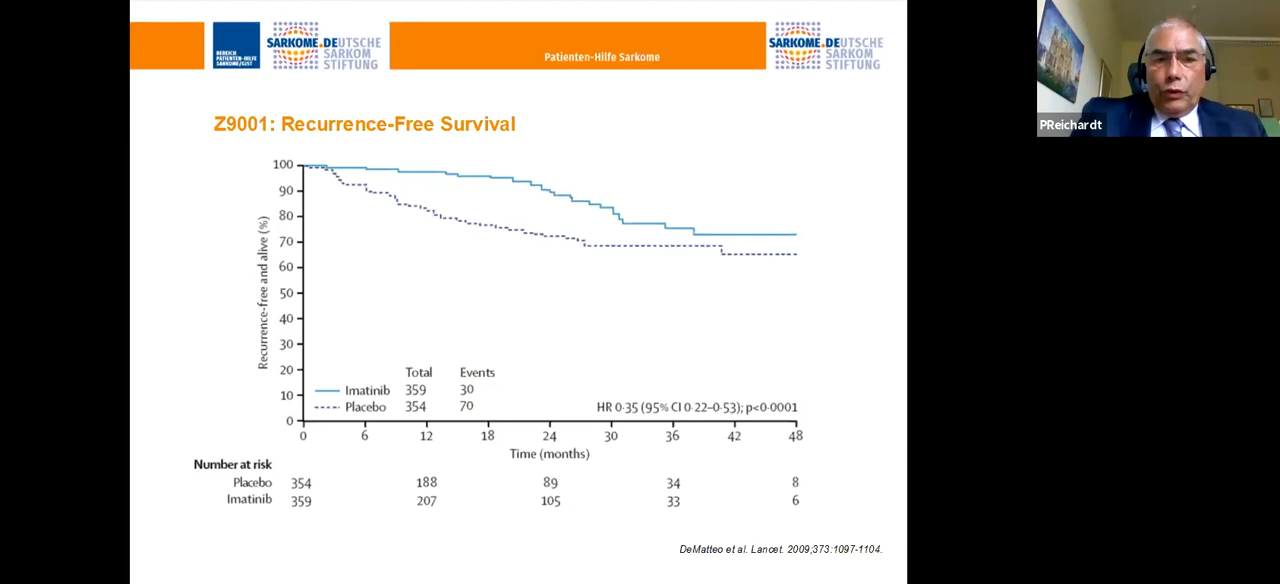 BEREICH
PATIENTEN-HILFE
SARKOME/GIST
SARKOME.DEUTSCHE
SARKOM
STIFTUNG
Patienten-Hilfe Sarkome
SARKOME.DEUTSCHE
SARKOM
STIFTUNG
PReichardt
Z9001: Recurrence-Free Survival
Recurrence-free and alive (%)
100
90
80
70
60
50
40
30
20
10
0
Total Events
Imatinib 359 30
Placebo 354 70
HR 0·35 (95% CI 0·22–0·53); p<0·0001
0 6 12 18 24 30 36 42 48
Time (months)
Number at risk
Placebo 354 188 89 34 8
Imatinib 359 207 105 33 6
DeMatteo et al. Lancet. 2009;373:1097-1104.